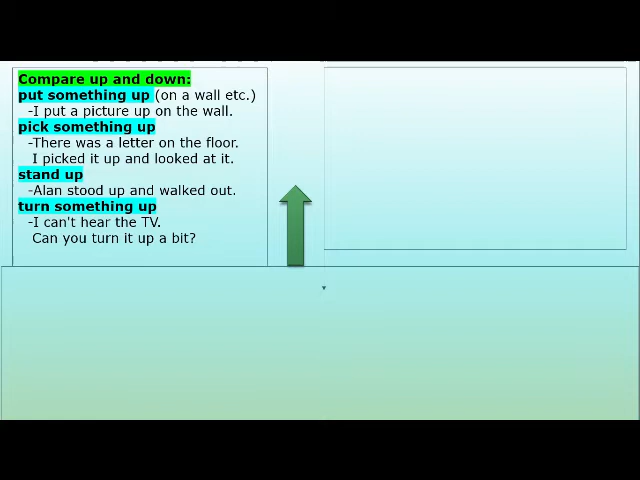 Compare up and down:
put something up (on a wall etc.)
-I put a picture up on the wall.
pick something up
-There was a letter on the floor.
I picked it up and looked at it.
stand up
-Alan stood up and walked out.
turn something up
-I can't hear the TV.
Can you turn it up a bit?